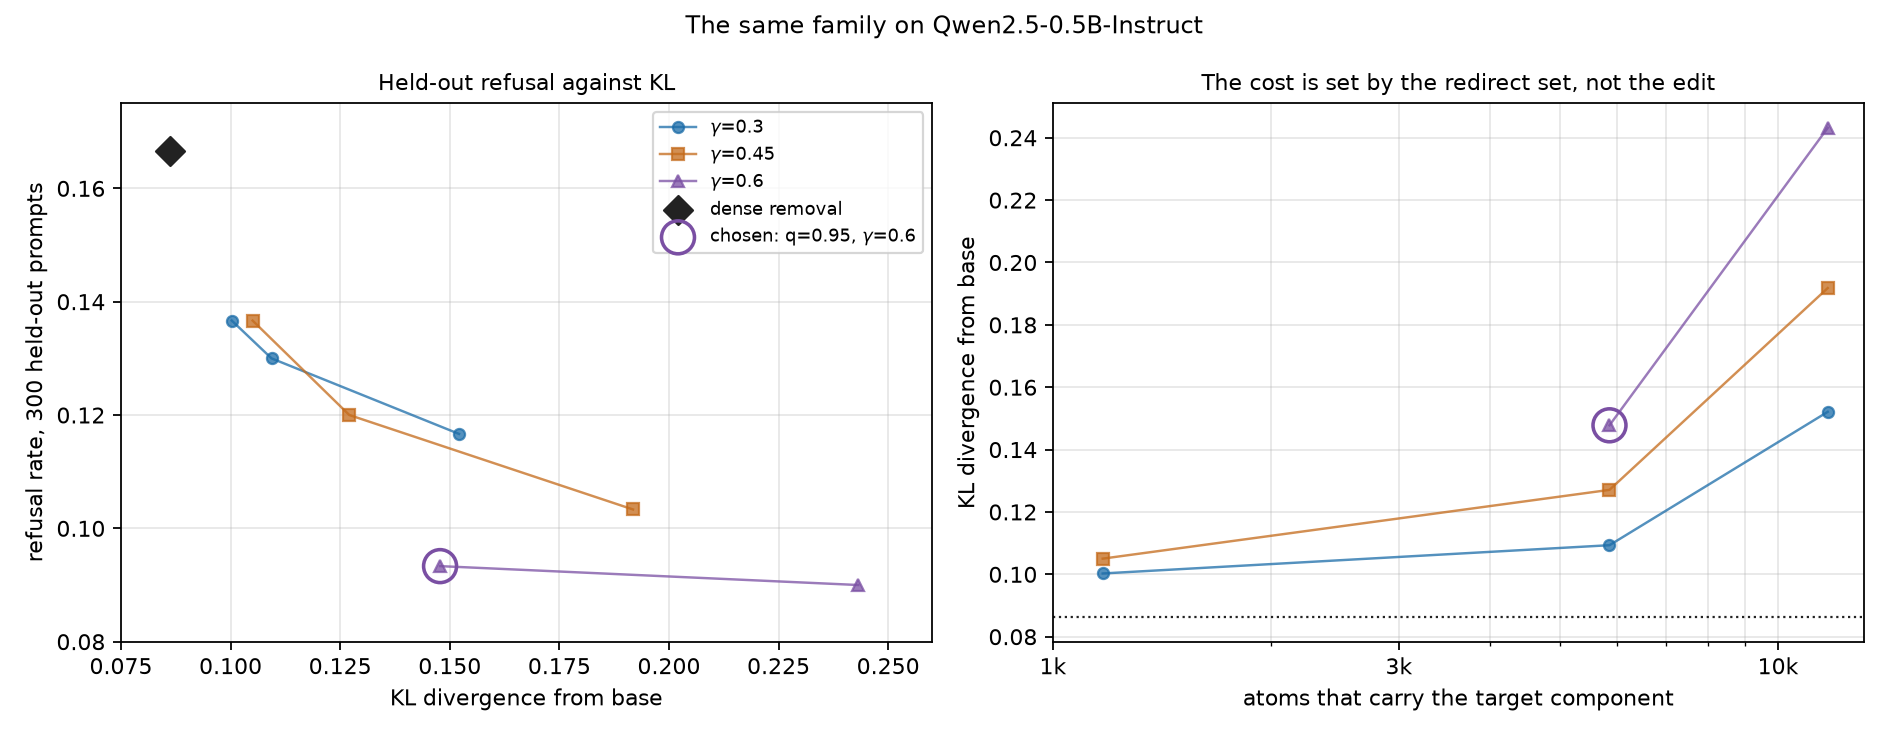 The same family on Qwen2.5-0.5B-Instruct
Held-out refusal against KL
refusal rate, 300 held-out prompts
0.16
0.14
0.12
0.10
0.08
0.075
0.100
0.125
0.150
0.175
0.200
0.225
0.250
KL divergence from base
γ=0.3
γ=0.45
γ=0.6
dense removal
chosen: q=0.95, γ=0.6
The cost is set by the redirect set, not the edit
KL divergence from base
0.24
0.22
0.20
0.18
0.16
0.14
0.12
0.10
0.08
1k
3k
10k
atoms that carry the target component